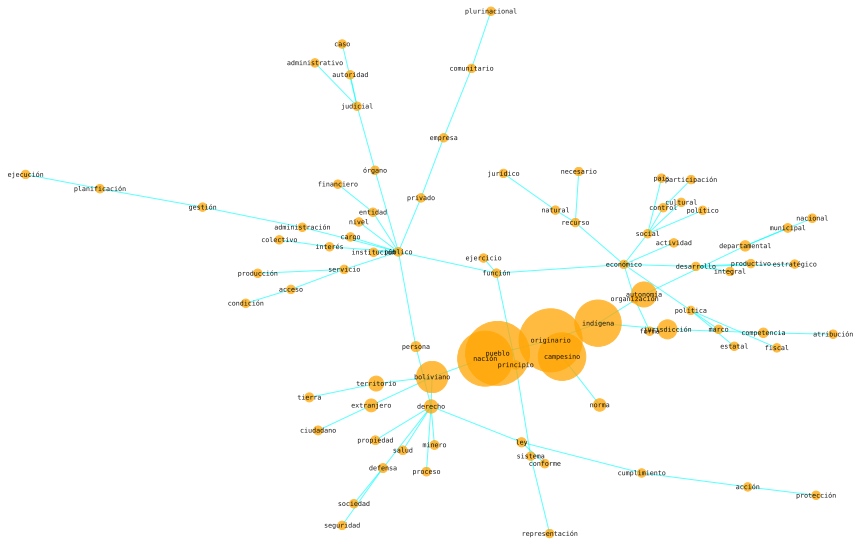 plurinacional
caso
administrativo
autoridad
comunitario
judicial
empresa
órgano
ejecución
planificación
financiero
jurídico
necesario
país
participación
privado
gestión
entidad
natural
cultural
control
político
nivel
recurso
nacional
administración
municipal
cargo
social
colectivo
interés
institución
público
actividad
departamental
ejercicio
económico
desarrollo
productivo
estratégico
producción
servicio
función
integral
condición
acceso
autonomía
organización
política
indígena
jurisdicción
marco
competencia
atribución
originario
estatal
fiscal
persona
pueblo
nación
campesino
principio
boliviano
territorio
tierra
extranjero
derecho
norma
ciudadano
propiedad
minero
ley
salud
sistema
conforme
defensa
proceso
cumplimiento
acción
protección
sociedad
seguridad
representación